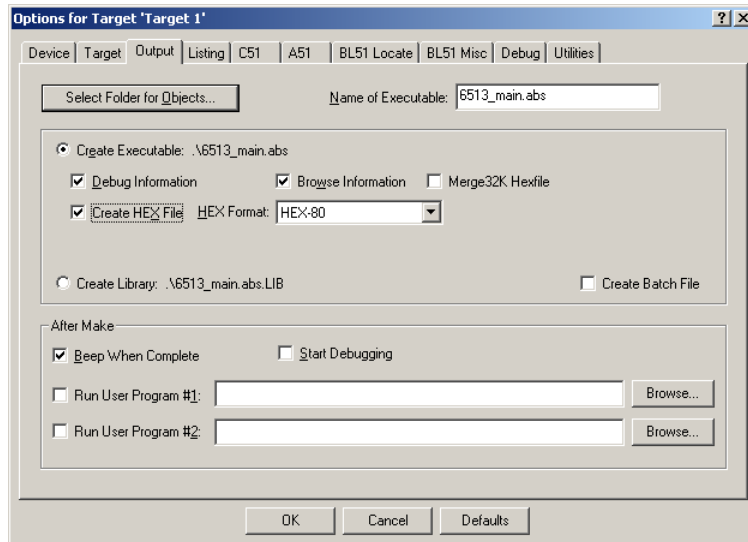 Options for Target 'Target 1'
Device Target Output Listing C51 A51 BL51 Locate BL51 Misc Debug Utilities
Select Folder for Objects... Name of Executable: 6513_main.abs
Create Executable: .\6513_main.abs
Debug Information Browse Information Merge32K Hexfile
Create HEX File HEX Format: HEX-80
Create Library: .\6513_main.abs.LIB Create Batch File
After Make
Beep When Complete Start Debugging
Run User Program #1: Browse...
Run User Program #2: Browse...
OK Cancel Defaults